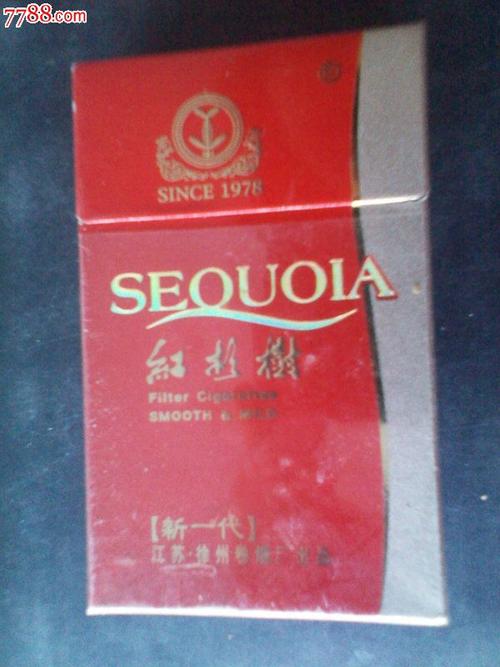 7788.com
SINCE 1978
SEQUOIA
紅杉樹
Filter Cigarettes
SMOOTH & MILD
【新一代】
江苏·徐州卷烟厂出品